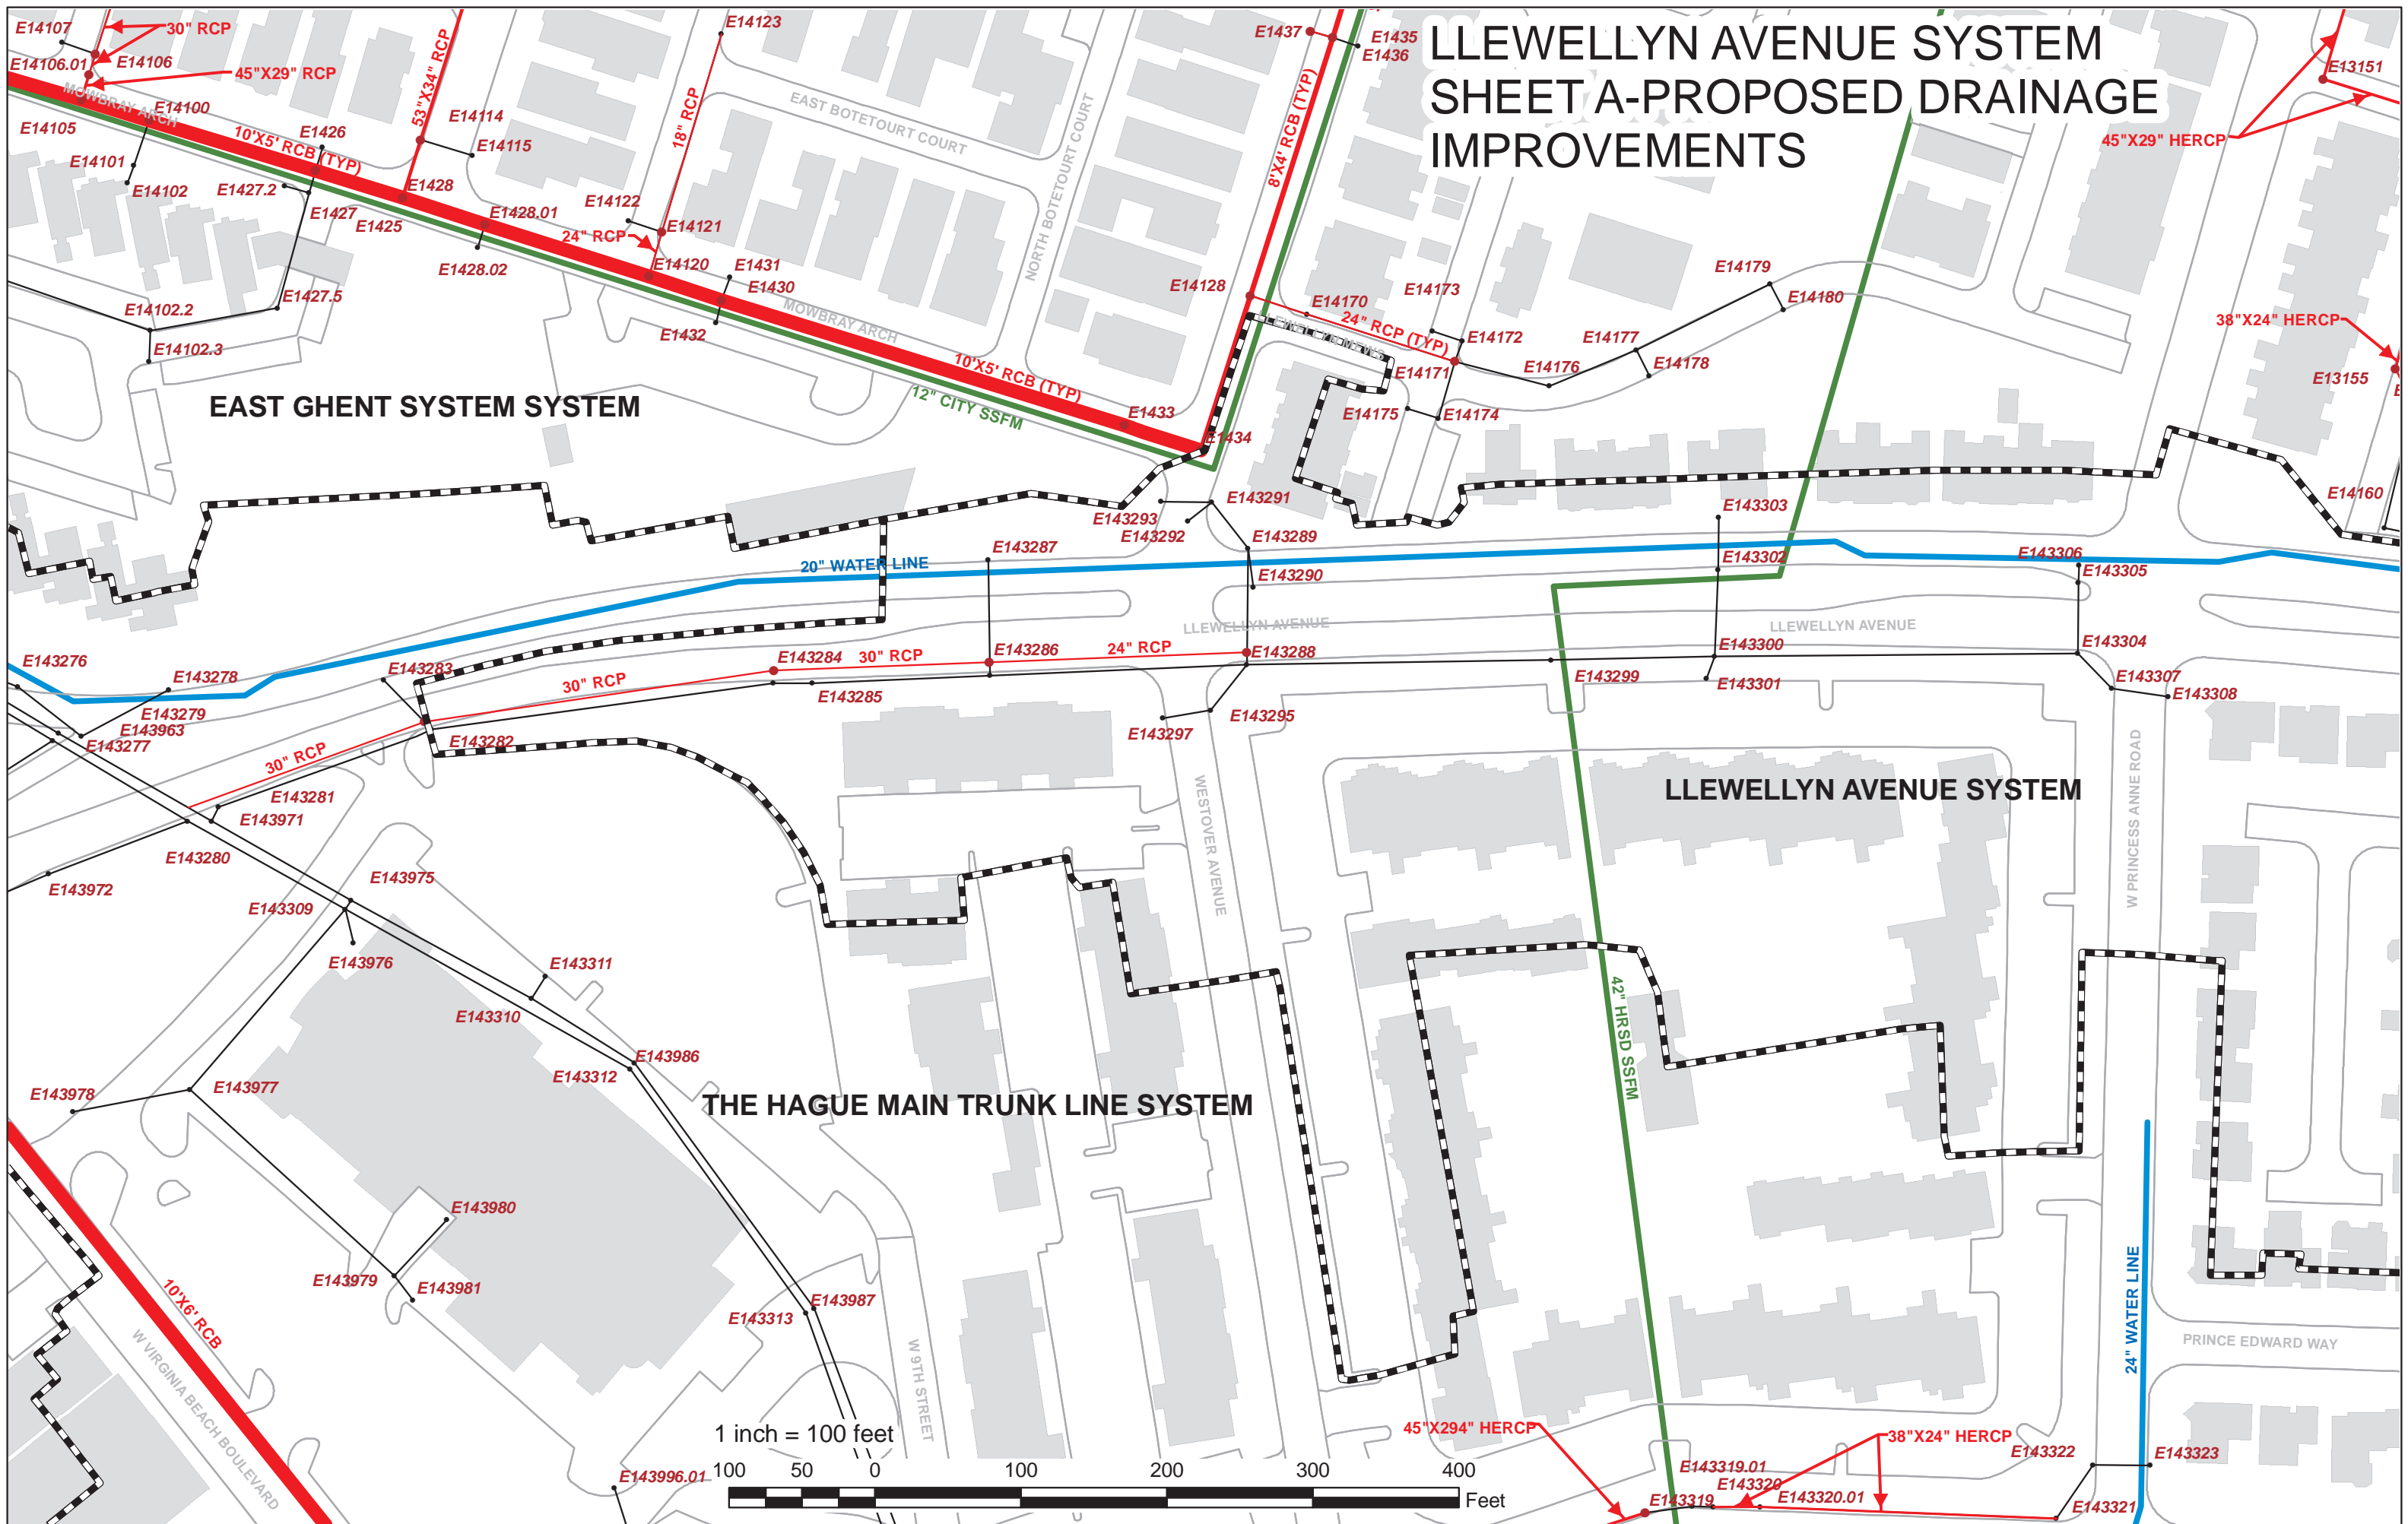 LLEWELLYN AVENUE SYSTEM
SHEET A-PROPOSED DRAINAGE
IMPROVEMENTS
E14107
30" RCP
E14106.01
E14106
45"X29" RCP
MOWBRAY ARCH
E14100
E14105
E14101
E14102
10'X5' RCB (TYP)
E1426
E1427.2
E1427
E1425
E1428
53"X34" RCP
E14114
E14115
E1428.01
E1428.02
E14123
18" RCP
E14122
E14121
24" RCP
E14120
E1431
E1430
E1432
EAST BOTETOURT COURT
NORTH BOTETOURT COURT
MOWBRAY ARCH
10'X5' RCB (TYP)
12" CITY SSFM
E1433
E1434
E1437
E1435
E1436
8'X4' RCB (TYP)
E14128
E14170
24" RCP (TYP)
LLEWELLYN MEWS
E14173
E14172
E14171
E14175
E14174
E14176
E14177
E14178
E14179
E14180
E13151
45"X29" HERCP
38"X24" HERCP
E13155
E14160
E14102.2
E1427.5
E14102.3
EAST GHENT SYSTEM SYSTEM
E143293
E143291
E143292
E143289
E143290
E143287
20" WATER LINE
E143303
E143302
E143306
E143305
LLEWELLYN AVENUE
LLEWELLYN AVENUE
E143276
E143278
E143279
E143963
E143277
E143283
E143284
30" RCP
E143286
24" RCP
E143288
30" RCP
E143285
E143282
30" RCP
E143299
E143300
E143301
E143304
E143307
E143308
E143295
E143297
E143281
E143971
E143280
E143972
E143975
E143309
E143976
E143311
E143310
E143986
E143312
WESTOVER AVENUE
LLEWELLYN AVENUE SYSTEM
W PRINCESS ANNE ROAD
42" HRSD SSFM
THE HAGUE MAIN TRUNK LINE SYSTEM
E143978
E143977
E143980
E143979
E143981
10'X6' RCB
W VIRGINIA BEACH BOULEVARD
E143987
E143313
W 9TH STREET
24" WATER LINE
PRINCE EDWARD WAY
E143996.01
1 inch = 100 feet
100 50 0 100 200 300 400
Feet
45"X294" HERCP
38"X24" HERCP
E143319.01
E143320
E143319
E143320.01
E143322
E143323
E143321